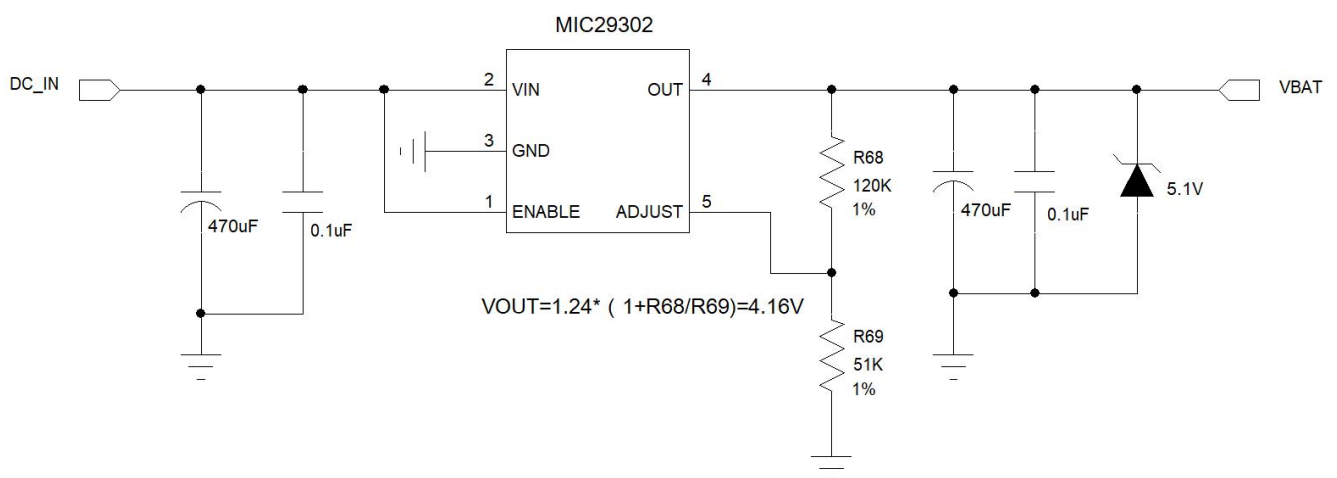 MIC29302
DC_IN
2
VIN
OUT
4
VBAT
3
GND
1
ENABLE
ADJUST
5
R68
120K
1%
470uF
0.1uF
470uF
0.1uF
5.1V
VOUT=1.24* ( 1+R68/R69)=4.16V
R69
51K
1%